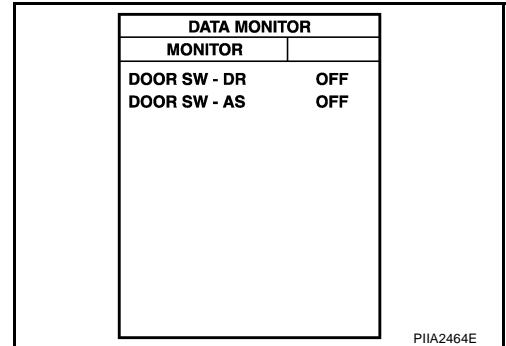 DATA MONITOR
MONITOR
DOOR SW - DR OFF
DOOR SW - AS OFF
PIIA2464E